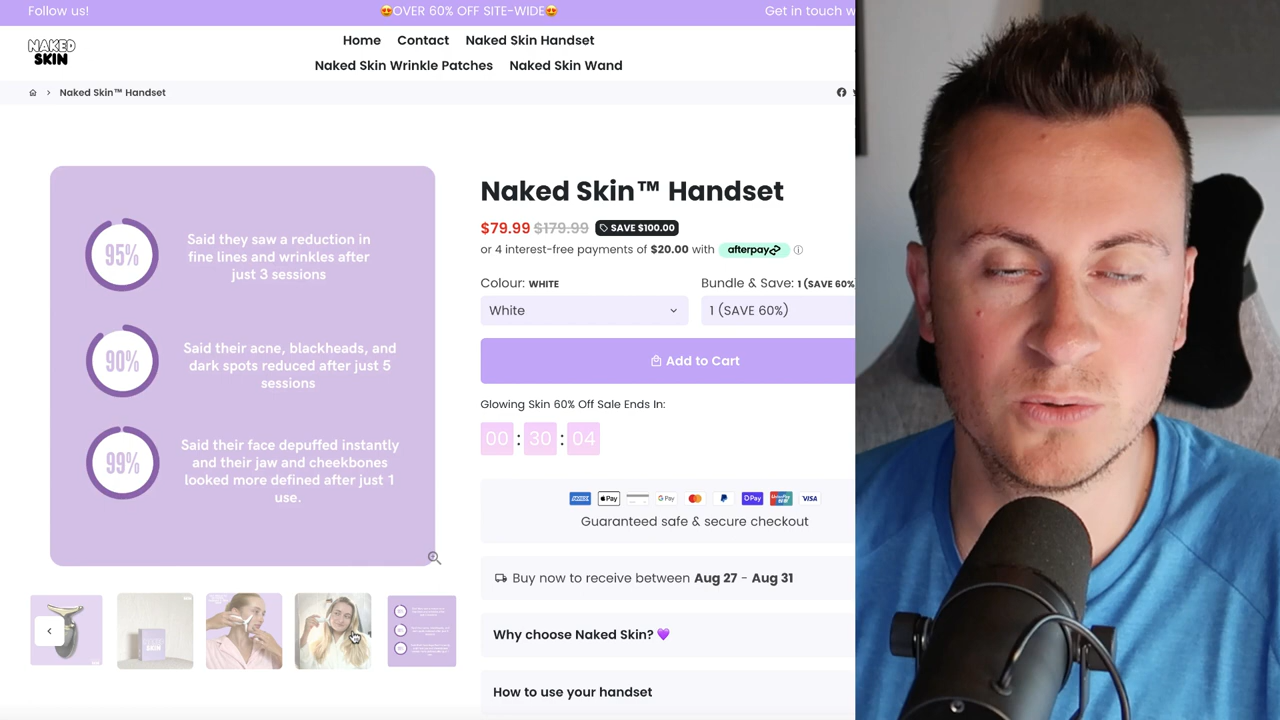 Follow us!
😍OVER 60% OFF SITE-WIDE😍
Get in touch w
NAKED
SKIN
Home Contact Naked Skin Handset
Naked Skin Wrinkle Patches Naked Skin Wand
Naked Skin™ Handset
95%
Said they saw a reduction in
fine lines and wrinkles after
just 3 sessions
90%
Said their acne, blackheads, and
dark spots reduced after just 5
sessions
99%
Said their face depuffed instantly
and their jaw and cheekbones
looked more defined after just 1
use.
Naked Skin™ Handset
$79.99 $179.99 SAVE $100.00
or 4 interest-free payments of $20.00 with afterpay
Colour: WHITE
Bundle & Save: 1 (SAVE 60%
White
1 (SAVE 60%)
Add to Cart
Glowing Skin 60% Off Sale Ends In:
00 : 30 : 04
Guaranteed safe & secure checkout
Buy now to receive between Aug 27 - Aug 31
Why choose Naked Skin? 💜
How to use your handset